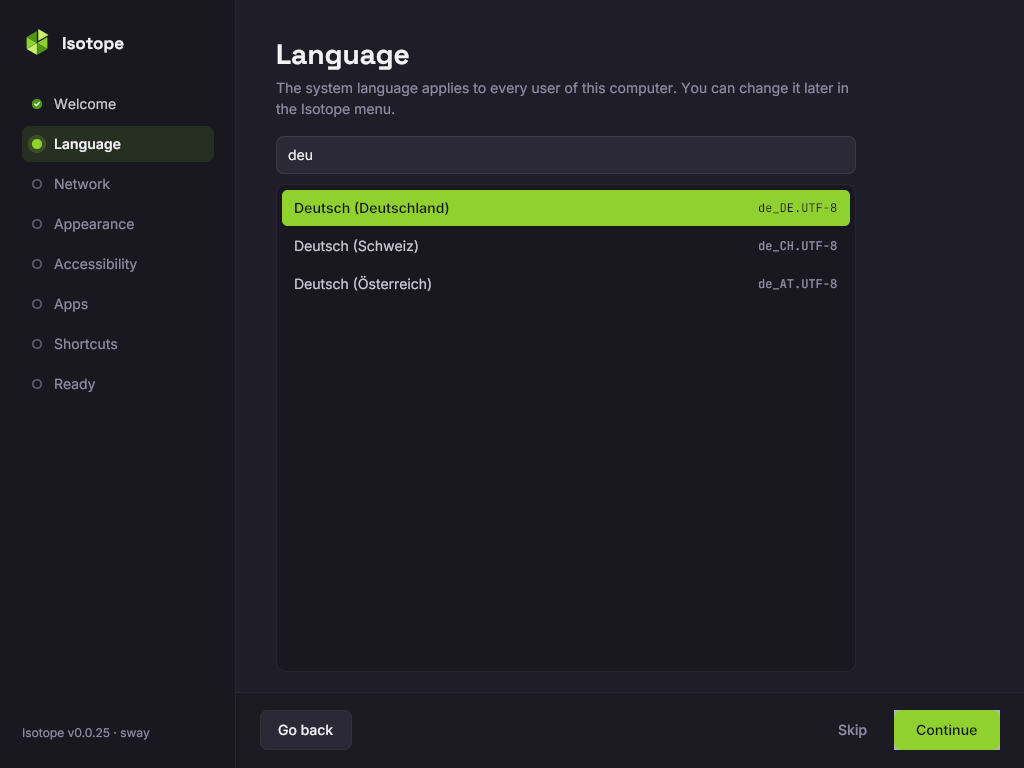 Isotope
Welcome
Language
Network
Appearance
Accessibility
Apps
Shortcuts
Ready
Isotope v0.0.25 · sway
Language
The system language applies to every user of this computer. You can change it later in
the Isotope menu.
deu
Deutsch (Deutschland) de_DE.UTF-8
Deutsch (Schweiz) de_CH.UTF-8
Deutsch (Österreich) de_AT.UTF-8
Go back
Skip
Continue